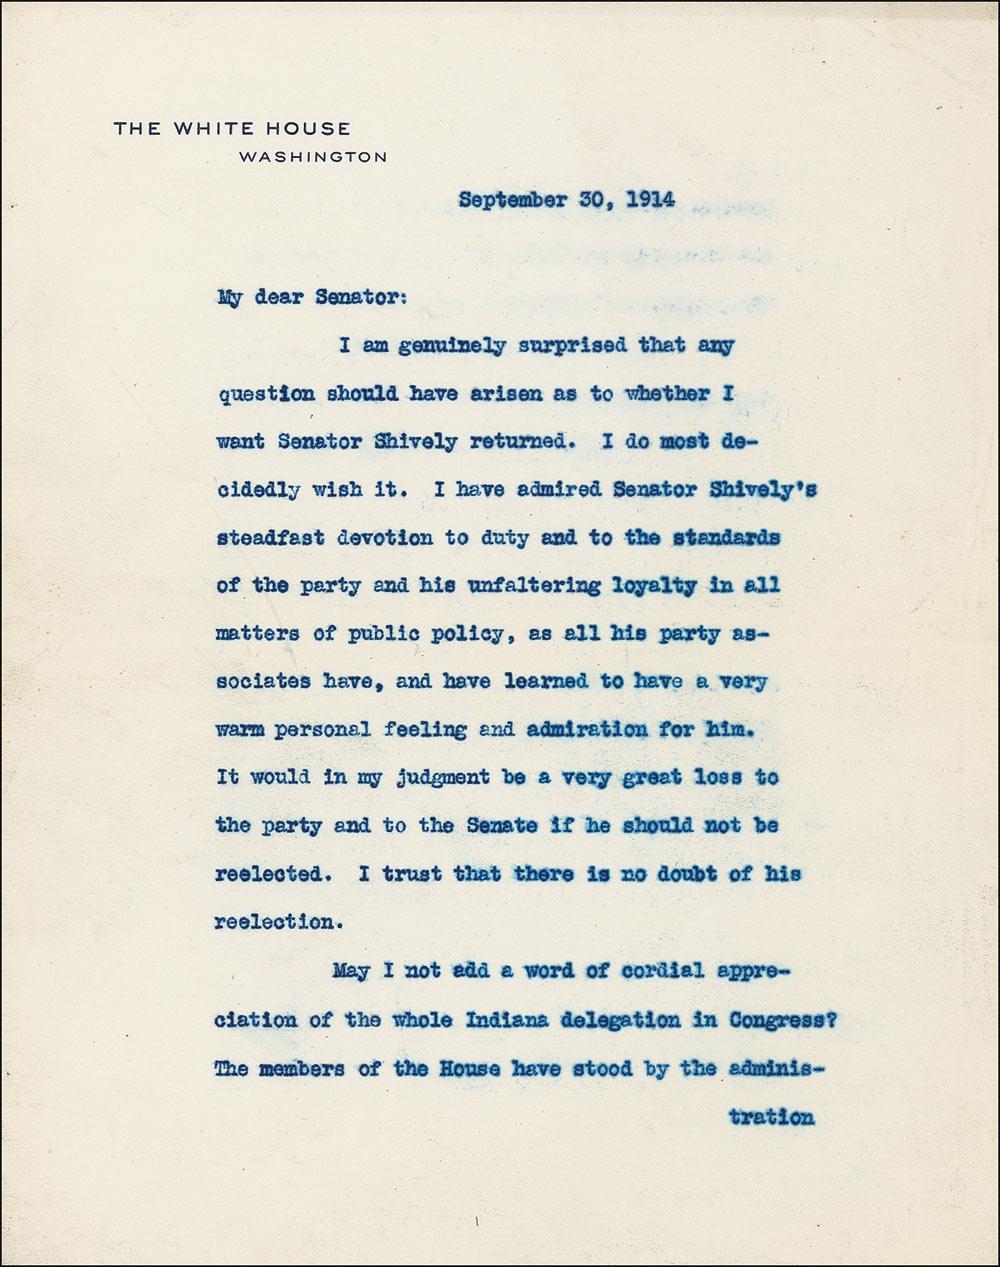 THE WHITE HOUSE
WASHINGTON
September 30, 1914
My dear Senator:
I am genuinely surprised that any
question should have arisen as to whether I
want Senator Shively returned. I do most de-
cidedly wish it. I have admired Senator Shively's
steadfast devotion to duty and to the standards
of the party and his unfaltering loyalty in all
matters of public policy, as all his party as-
sociates have, and have learned to have a very
warm personal feeling and admiration for him.
It would in my judgment be a very great loss to
the party and to the Senate if he should not be
reelected. I trust that there is no doubt of his
reelection.
May I not add a word of cordial appre-
ciation of the whole Indiana delegation in Congress?
The members of the House have stood by the adminis-
tration